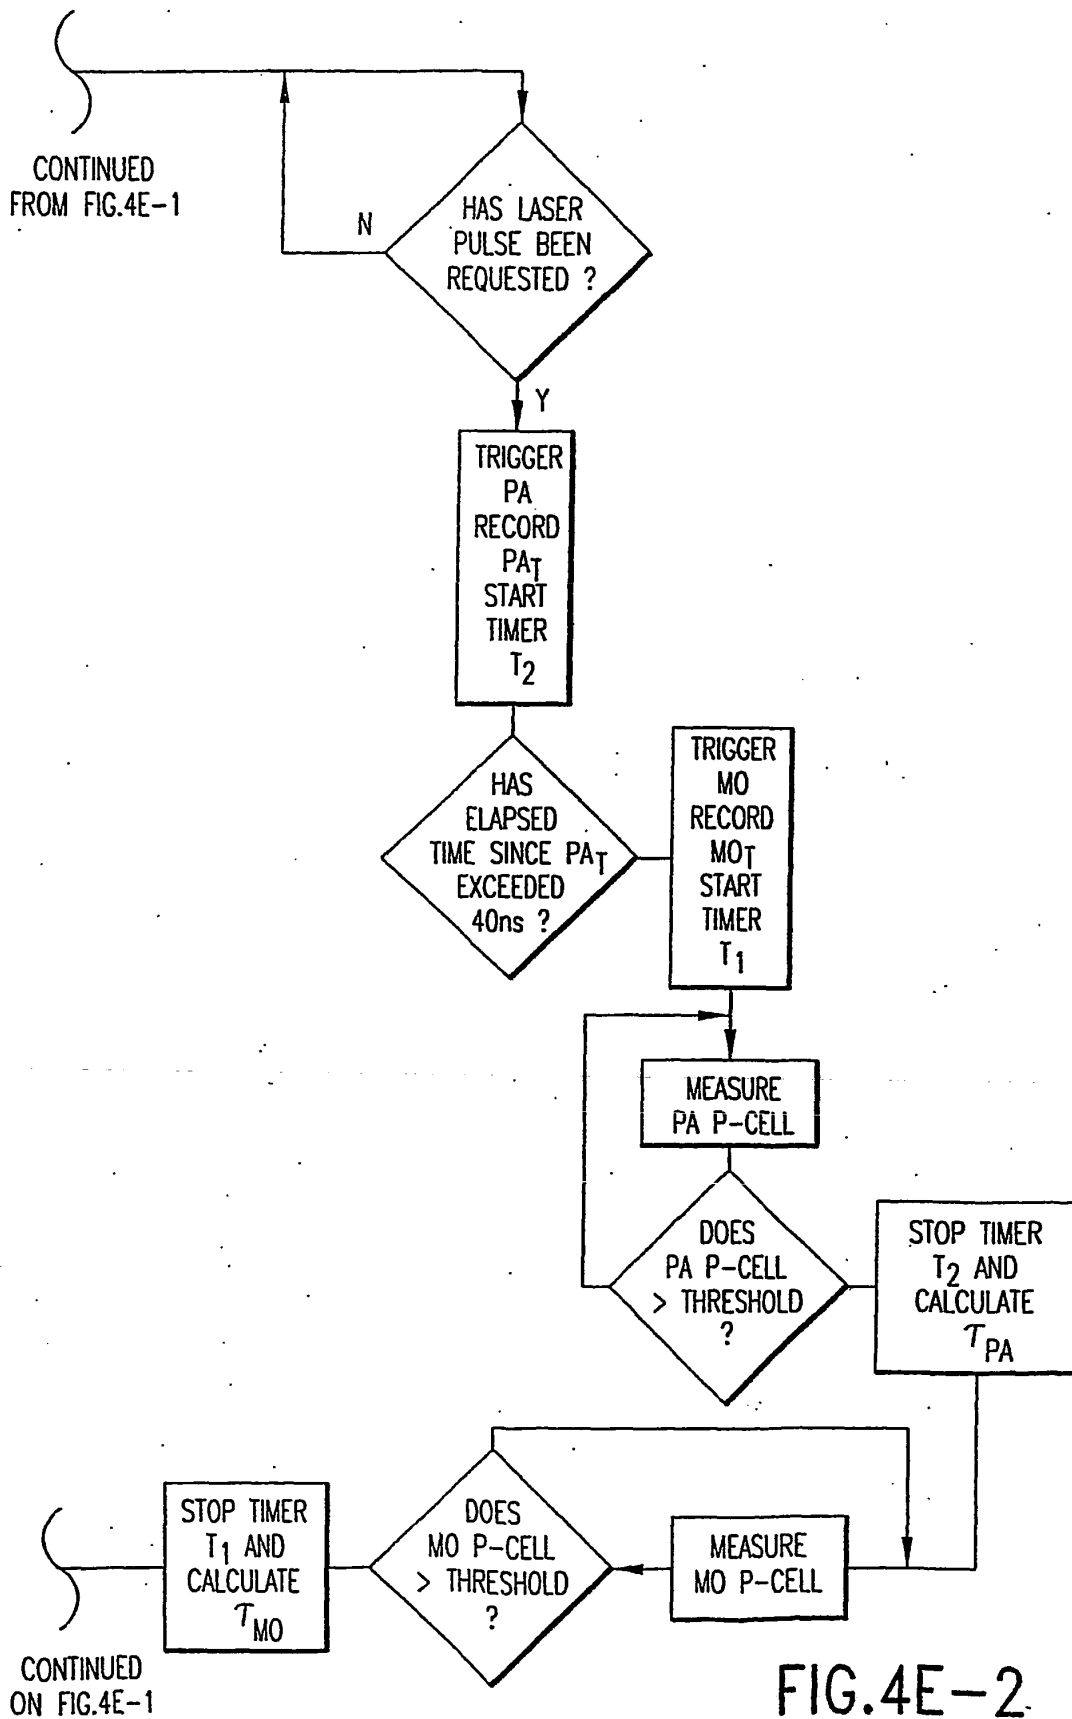 CONTINUED
FROM FIG.4E-1
N
HAS LASER
PULSE BEEN
REQUESTED ?
Y
TRIGGER
PA
RECORD
PAT
START
TIMER
T2
HAS
ELAPSED
TIME SINCE PAT
EXCEEDED
40ns ?
TRIGGER
MO
RECORD
MOT
START
TIMER
T1
MEASURE
PA P-CELL
DOES
PA P-CELL
> THRESHOLD
?
STOP TIMER
T2 AND
CALCULATE
τPA
MEASURE
MO P-CELL
DOES
MO P-CELL
> THRESHOLD
?
STOP TIMER
T1 AND
CALCULATE
τMO
CONTINUED
ON FIG.4E-1
FIG.4E-2